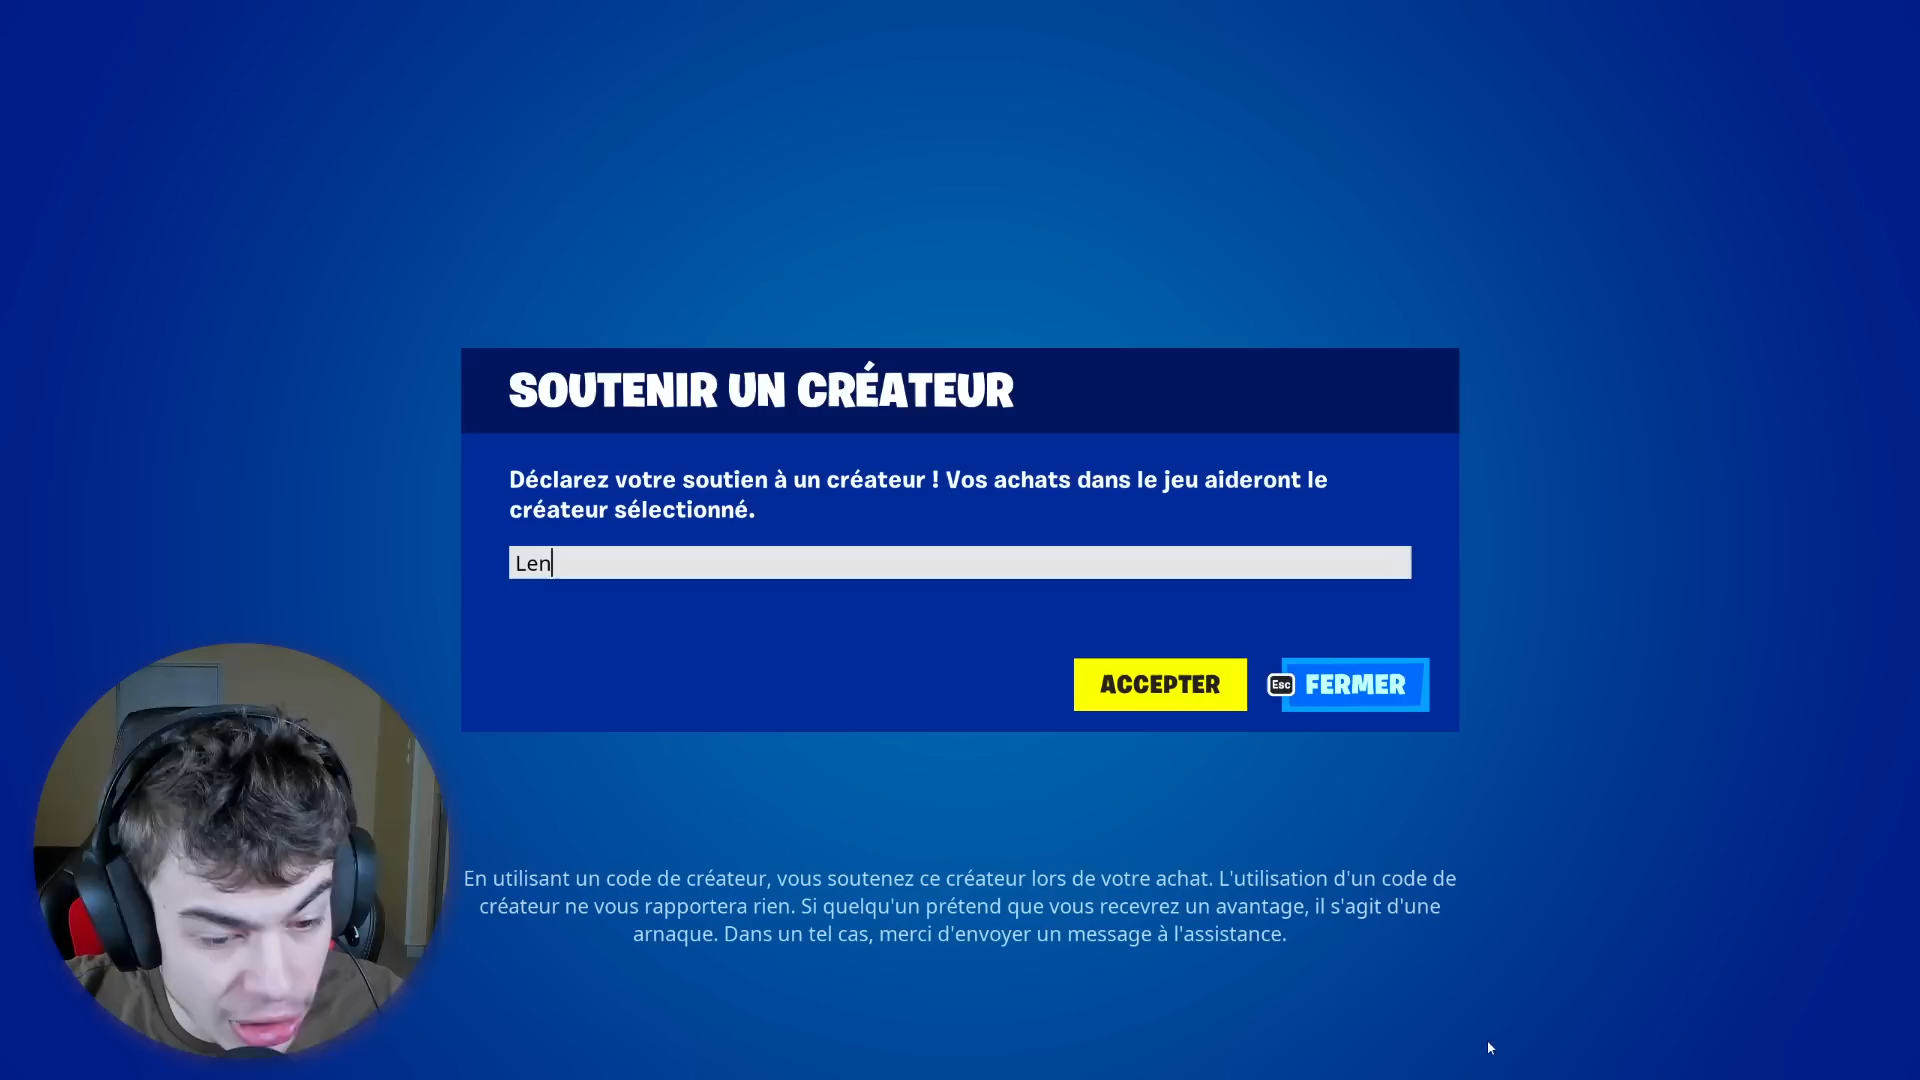 SOUTENIR UN CRÉATEUR
Déclarez votre soutien à un créateur ! Vos achats dans le jeu aideront le
créateur sélectionné.
Len
ACCEPTER
Esc FERMER
En utilisant un code de créateur, vous soutenez ce créateur lors de votre achat. L'utilisation d'un code de
créateur ne vous rapportera rien. Si quelqu'un prétend que vous recevrez un avantage, il s'agit d'une
arnaque. Dans un tel cas, merci d'envoyer un message à l'assistance.